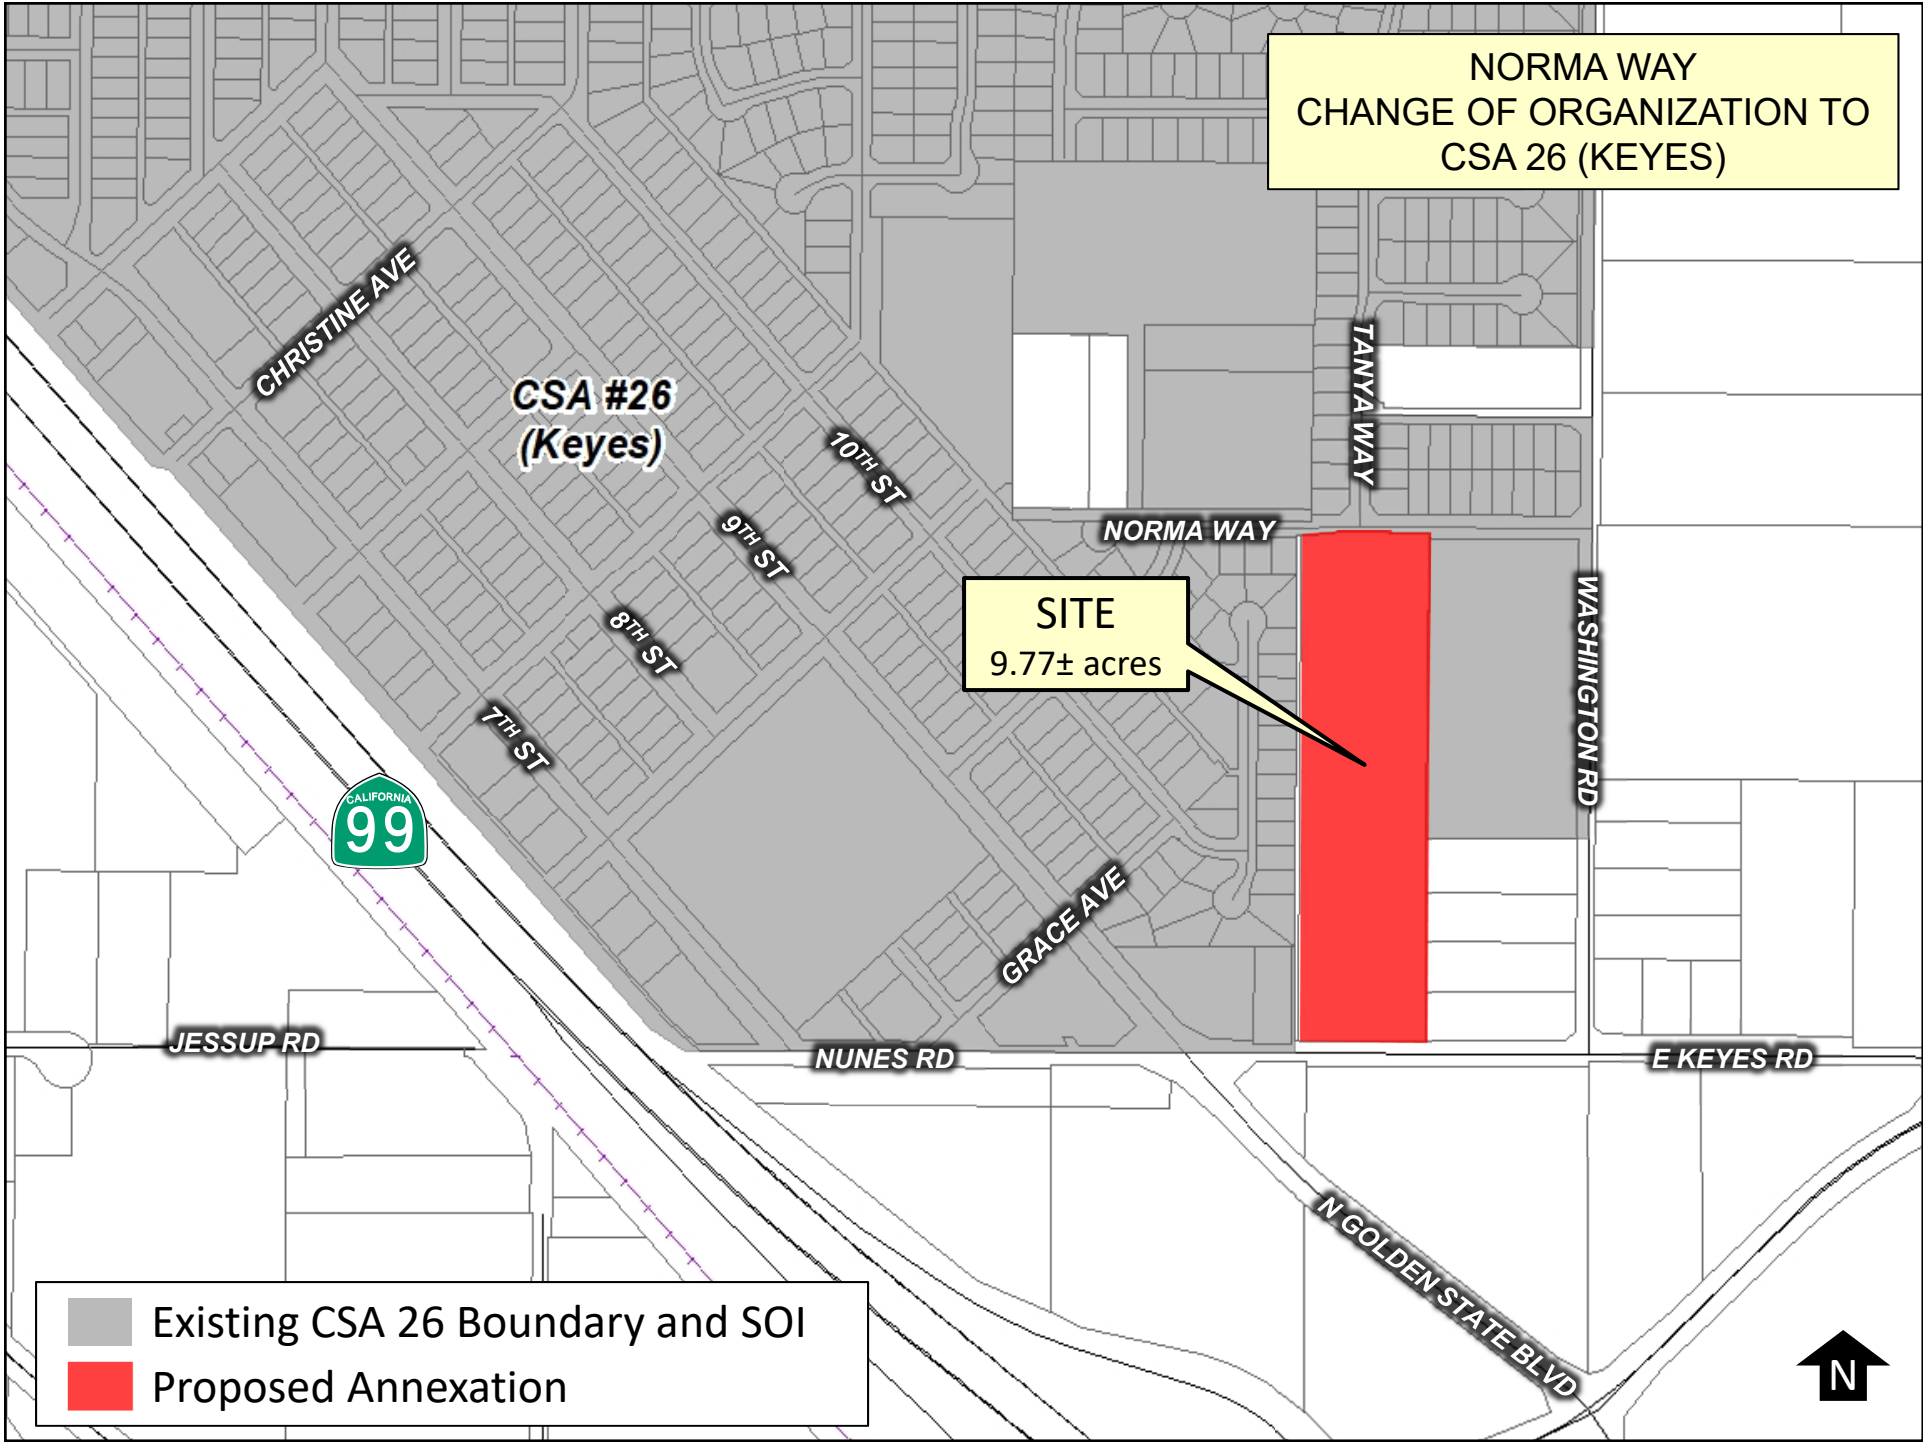 NORMA WAY
CHANGE OF ORGANIZATION TO
CSA 26 (KEYES)
CHRISTINE AVE
CSA #26
(Keyes)
TANYA WAY
10TH ST
9TH ST
NORMA WAY
SITE
9.77± acres
8TH ST
WASHINGTON RD
7TH ST
CALIFORNIA
99
GRACE AVE
JESSUP RD
NUNES RD
E KEYES RD
N GOLDEN STATE BLVD
Existing CSA 26 Boundary and SOI
Proposed Annexation
N